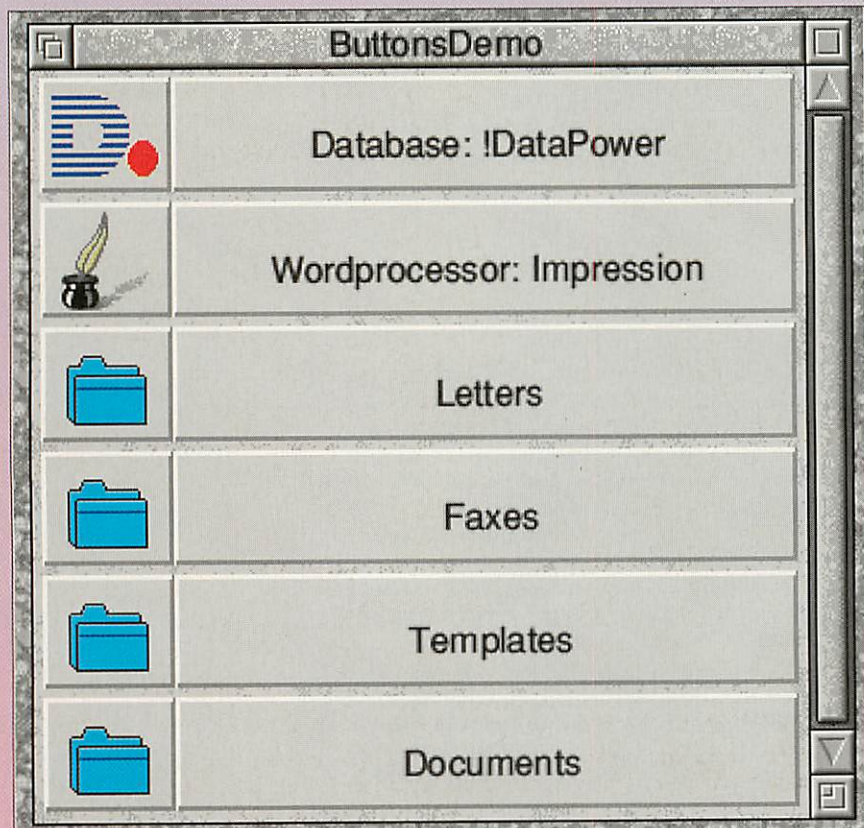 ButtonsDemo
Database: !DataPower
Wordprocessor: Impression
Letters
Faxes
Templates
Documents